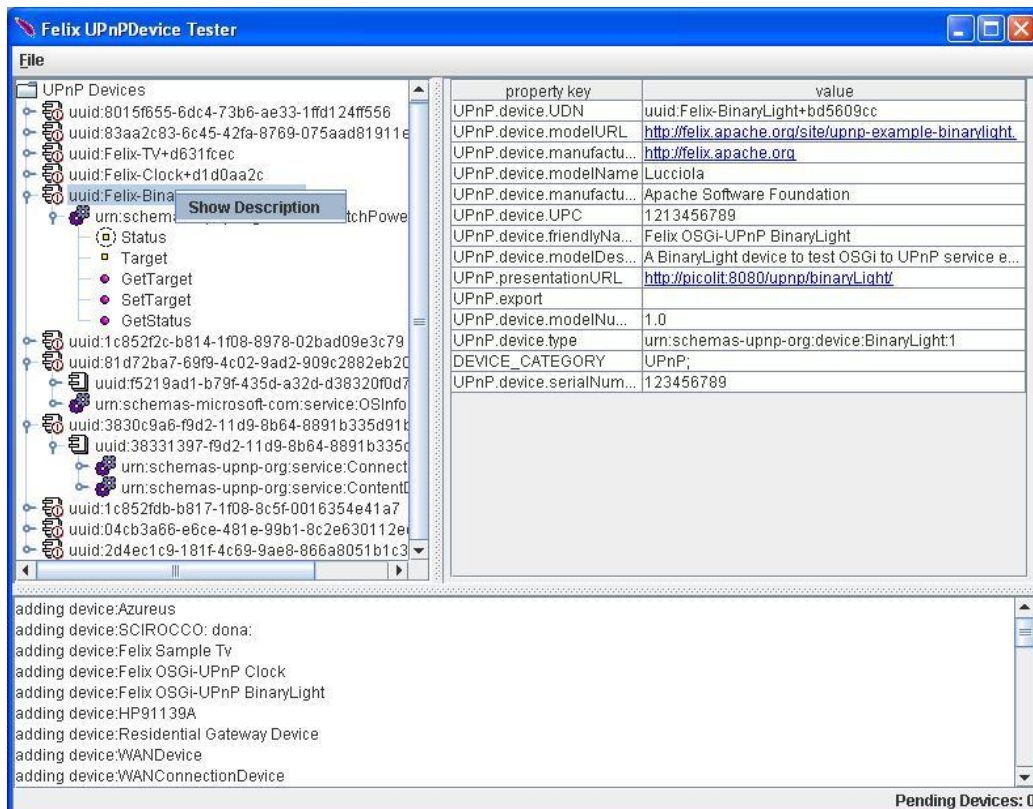 Felix UPnPDevice Tester
File
UPnP Devices
uuid:8015f655-6dc4-73b6-ae33-1ffd124ff556
uuid:83aa2c83-6c45-42fa-8769-075aad81911e
uuid:Felix-TV+d631fcec
uuid:Felix-Clock+d1d0aa2c
uuid:Felix-Bina
Show Description
urn:schema
tchPowe
Status
Target
GetTarget
SetTarget
GetStatus
uuid:1c852f2c-b814-1f08-8978-02bad09e3c79
uuid:81d72ba7-69f9-4c02-9ad2-909c2882eb20
uuid:f5219ad1-b79f-435d-a32d-d38320f0d7
urn:schemas-microsoft-com:service:OSInfo
uuid:3830c9a6-f9d2-11d9-8b64-8891b335d91b
uuid:38331397-f9d2-11d9-8b64-8891b335d
urn:schemas-upnp-org:service:Connect
urn:schemas-upnp-org:service:ContentD
uuid:1c852fdb-b817-1f08-8c5f-0016354e41a7
uuid:04cb3a66-e6ce-481e-99b1-8c2e630112e
uuid:2d4ec1c9-181f-4c69-9ae8-866a8051b1c3
property key value
UPnP.device.UDN uuid:Felix-BinaryLight+bd5609cc
UPnP.device.modelURL http://felix.apache.org/site/upnp-example-binarylight.
UPnP.device.manufactu... http://felix.apache.org
UPnP.device.modelName Lucciola
UPnP.device.manufactu... Apache Software Foundation
UPnP.device.UPC 1213456789
UPnP.device.friendlyNa... Felix OSGi-UPnP BinaryLight
UPnP.device.modelDes... A BinaryLight device to test OSGi to UPnP service e...
UPnP.presentationURL http://picolit:8080/upnp/binaryLight/
UPnP.export
UPnP.device.modelNu... 1.0
UPnP.device.type urn:schemas-upnp-org:device:BinaryLight:1
DEVICE_CATEGORY UPnP;
UPnP.device.serialNum... 123456789
adding device:Azureus
adding device:SCIROCCO: dona:
adding device:Felix Sample Tv
adding device:Felix OSGi-UPnP Clock
adding device:Felix OSGi-UPnP BinaryLight
adding device:HP91139A
adding device:Residential Gateway Device
adding device:WANDevice
adding device:WANConnectionDevice
Pending Devices: 0